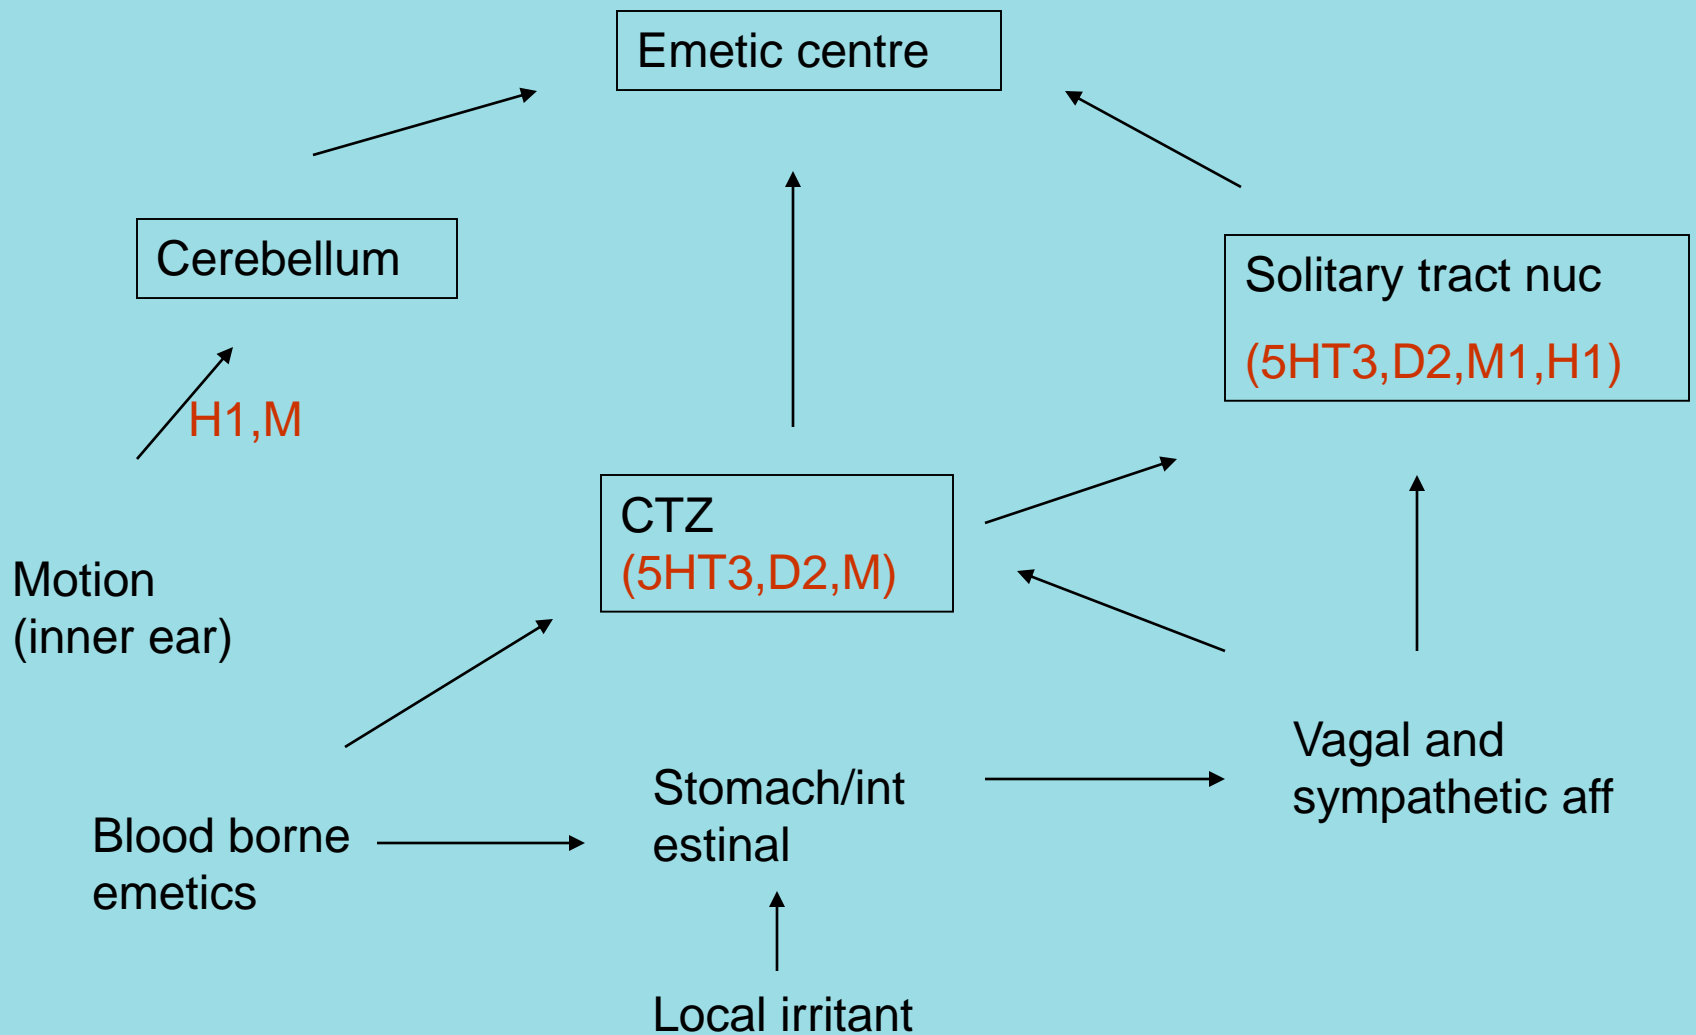 Emetic centre
Cerebellum
Solitary tract nuc
(5HT3,D2,M1,H1)
H1,M
CTZ
(5HT3,D2,M)
Motion
(inner ear)
Vagal and
sympathetic aff
Stomach/int
estinal
Blood borne
emetics
Local irritant